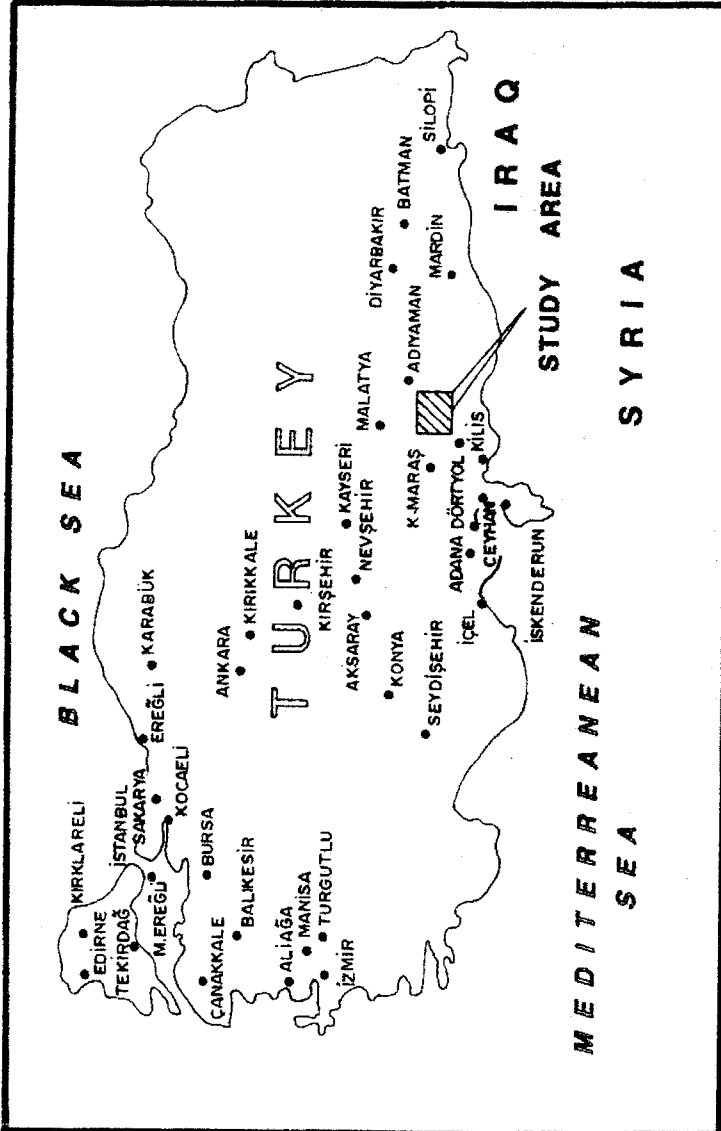 BLACK SEA
KIRKLARELİ
EDİRNE
TEKİRDAĞ
İSTANBUL
M.EREĞLİ
SAKARYA
KOCAELİ
EREĞLİ
KARABÜK
ÇANAKKALE
BURSA
BALIKESİR
ANKARA
KIRIKKALE
TURKEY
ALİAĞA
MANİSA
TURGUTLU
İZMİR
KIRŞEHİR
AKSARAY
NEVŞEHİR
KAYSERİ
MALATYA
DİYARBAKIR
BATMAN
SİLOPİ
KONYA
SEYDİŞEHİR
K-MARAŞ
ADIYAMAN
MARDİN
İÇEL
ADANA
DÖRTYOL
CEYHAN
KİLİS
İSKENDERUN
IRAQ
STUDY AREA
SYRIA
MEDITERREANEAN
SEA